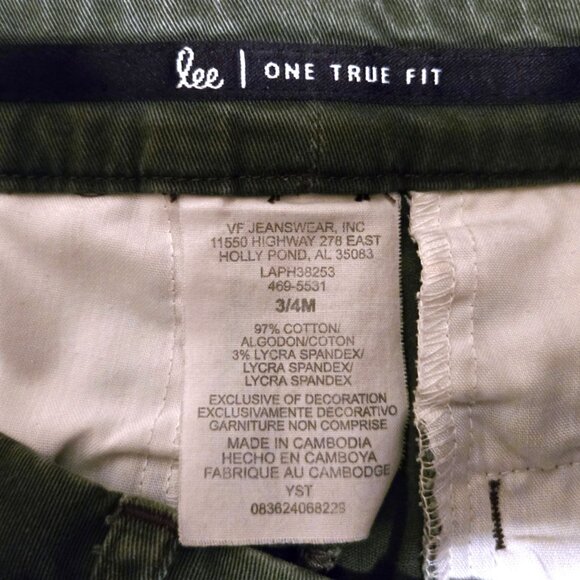 lee | ONE TRUE FIT
VF JEANSWEAR, INC
11550 HIGHWAY 278 EAST
HOLLY POND, AL 35083
LAPH38253
469-5531
3/4M
97% COTTON/
ALGODON/COTON
3% LYCRA SPANDEX/
LYCRA SPANDEX/
LYCRA SPANDEX
EXCLUSIVE OF DECORATION
EXCLUSIVAMENTE DECORATIVO
GARNITURE NON COMPRISE
MADE IN CAMBODIA
HECHO EN CAMBOYA
FABRIQUE AU CAMBODGE
YST
083624068229